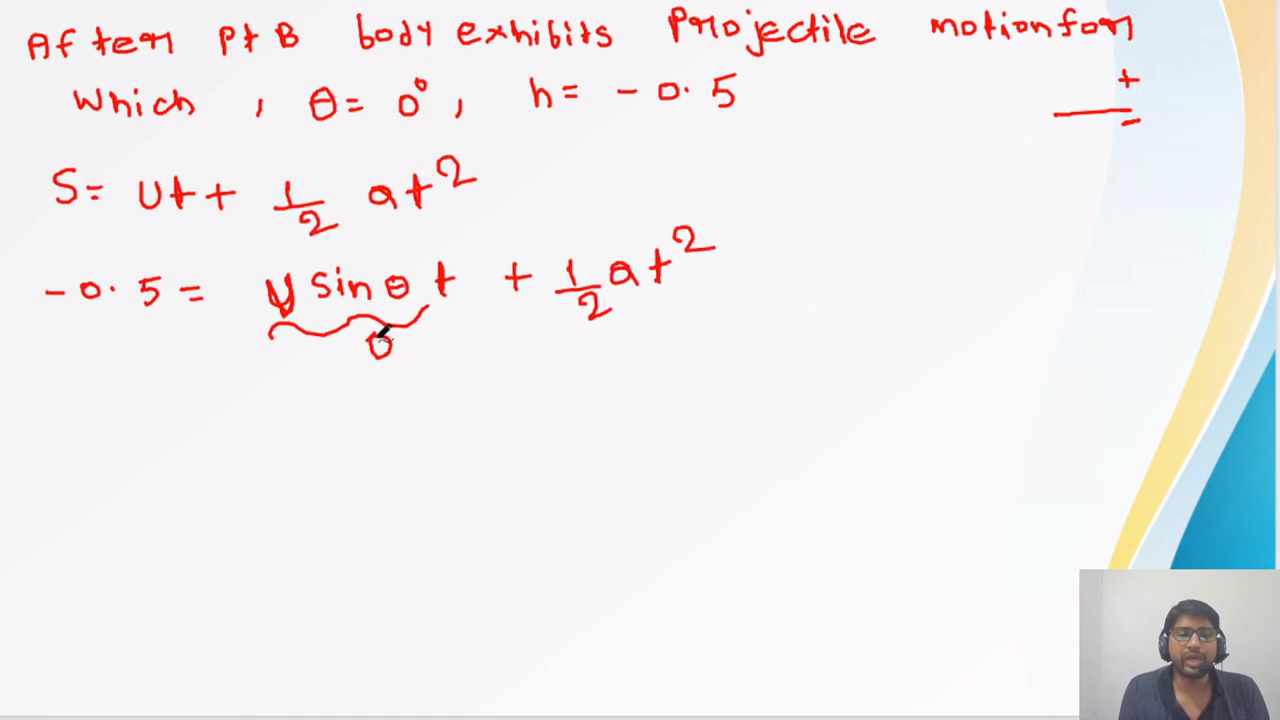 After pt B body exhibits projectile motion for
which, θ = 0°, h = - 0.5
+
-
S = ut + 1/2 at²
-0.5 = v sin θ t + 1/2 at²
0